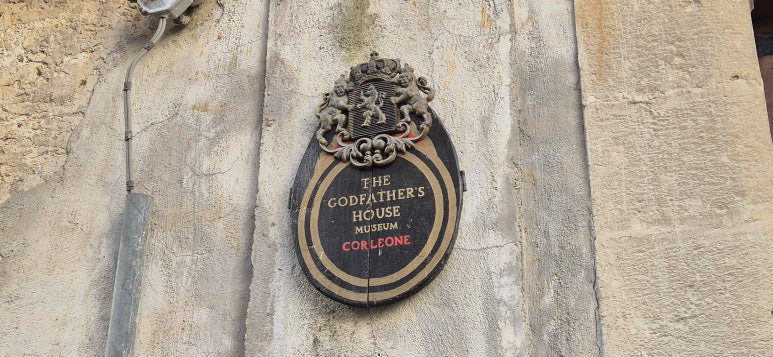 THE
GODFATHER'S
HOUSE
MUSEUM
CORLEONE